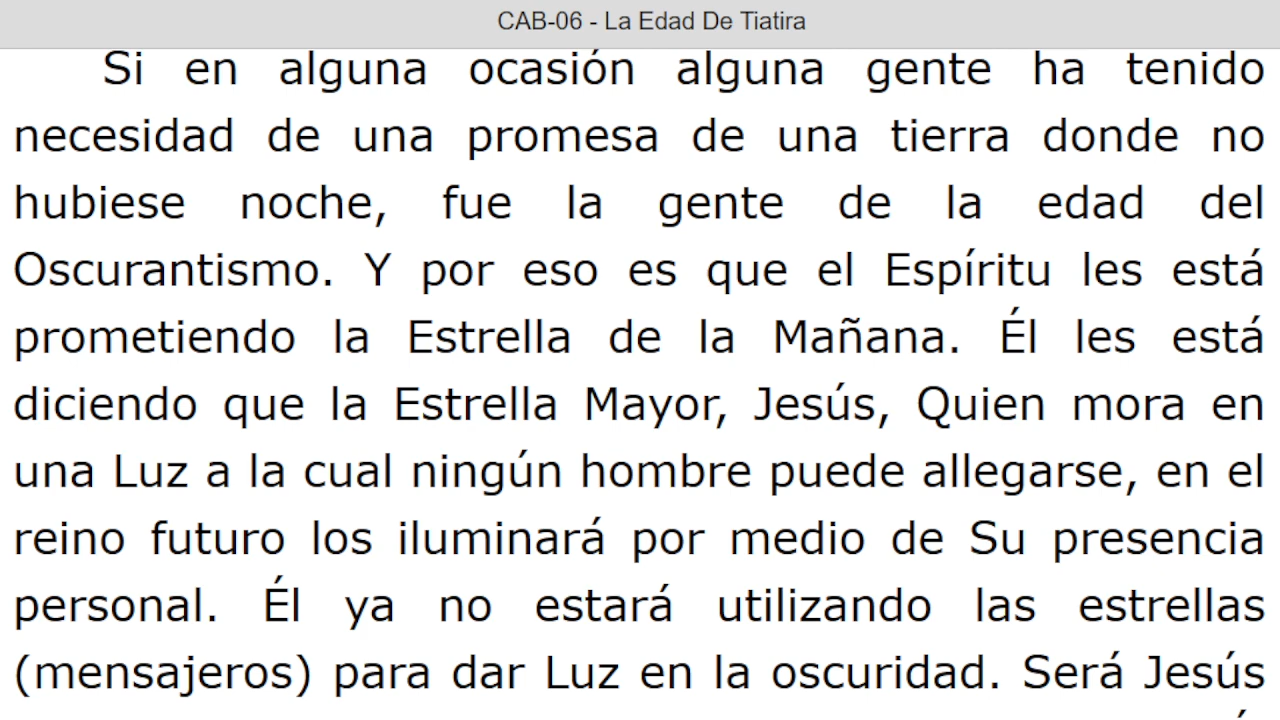 CAB-06 - La Edad De Tiatira
Si en alguna ocasión alguna gente ha tenido
necesidad de una promesa de una tierra donde no
hubiese noche, fue la gente de la edad del
Oscurantismo. Y por eso es que el Espíritu les está
prometiendo la Estrella de la Mañana. Él les está
diciendo que la Estrella Mayor, Jesús, Quien mora en
una Luz a la cual ningún hombre puede allegarse, en el
reino futuro los iluminará por medio de Su presencia
personal. Él ya no estará utilizando las estrellas
(mensajeros) para dar Luz en la oscuridad. Será Jesús